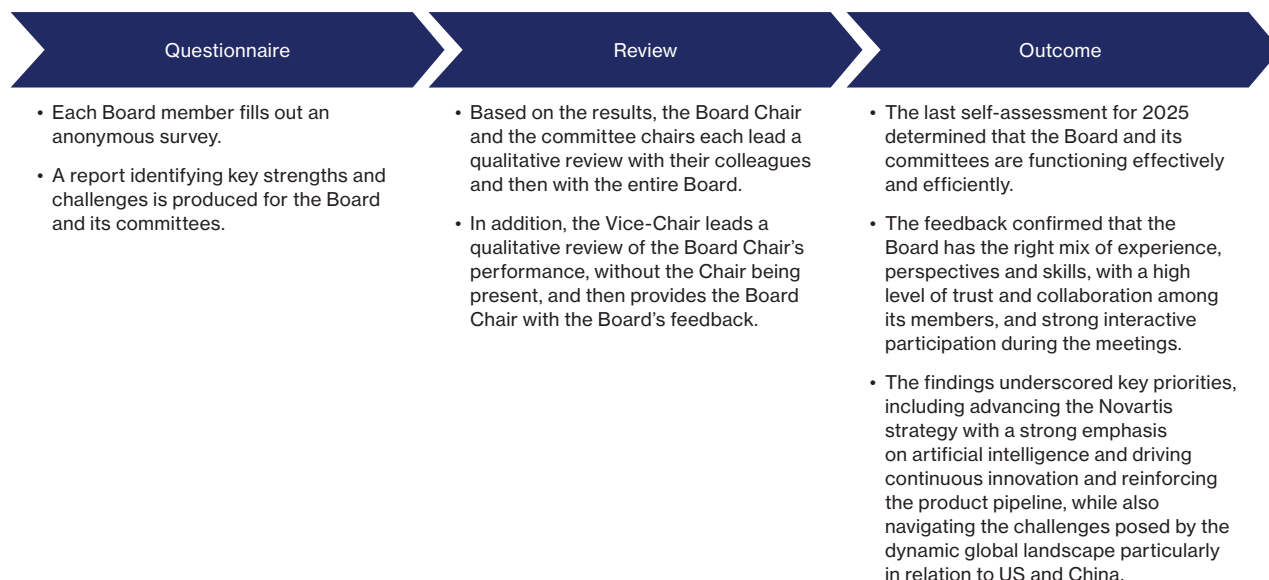 Questionnaire
• Each Board member fills out an
anonymous survey.
• A report identifying key strengths and
challenges is produced for the Board
and its committees.
Review
• Based on the results, the Board Chair
and the committee chairs each lead a
qualitative review with their colleagues
and then with the entire Board.
• In addition, the Vice-Chair leads a
qualitative review of the Board Chair’s
performance, without the Chair being
present, and then provides the Board
Chair with the Board’s feedback.
Outcome
• The last self-assessment for 2025
determined that the Board and its
committees are functioning effectively
and efficiently.
• The feedback confirmed that the
Board has the right mix of experience,
perspectives and skills, with a high
level of trust and collaboration among
its members, and strong interactive
participation during the meetings.
• The findings underscored key priorities,
including advancing the Novartis
strategy with a strong emphasis
on artificial intelligence and driving
continuous innovation and reinforcing
the product pipeline, while also
navigating the challenges posed by the
dynamic global landscape particularly
in relation to US and China.